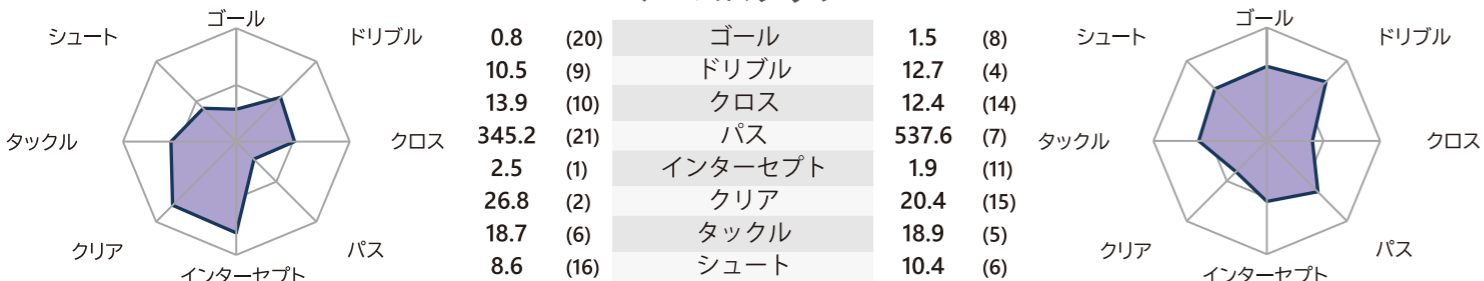 ゴール
シュート
ドリブル
タックル
クロス
クリア
パス
インターセプト
0.8 (20) ゴール 1.5 (8)
10.5 (9) ドリブル 12.7 (4)
13.9 (10) クロス 12.4 (14)
345.2 (21) パス 537.6 (7)
2.5 (1) インターセプト 1.9 (11)
26.8 (2) クリア 20.4 (15)
18.7 (6) タックル 18.9 (5)
8.6 (16) シュート 10.4 (6)
ゴール
シュート
ドリブル
タックル
クロス
クリア
パス
インターセプト